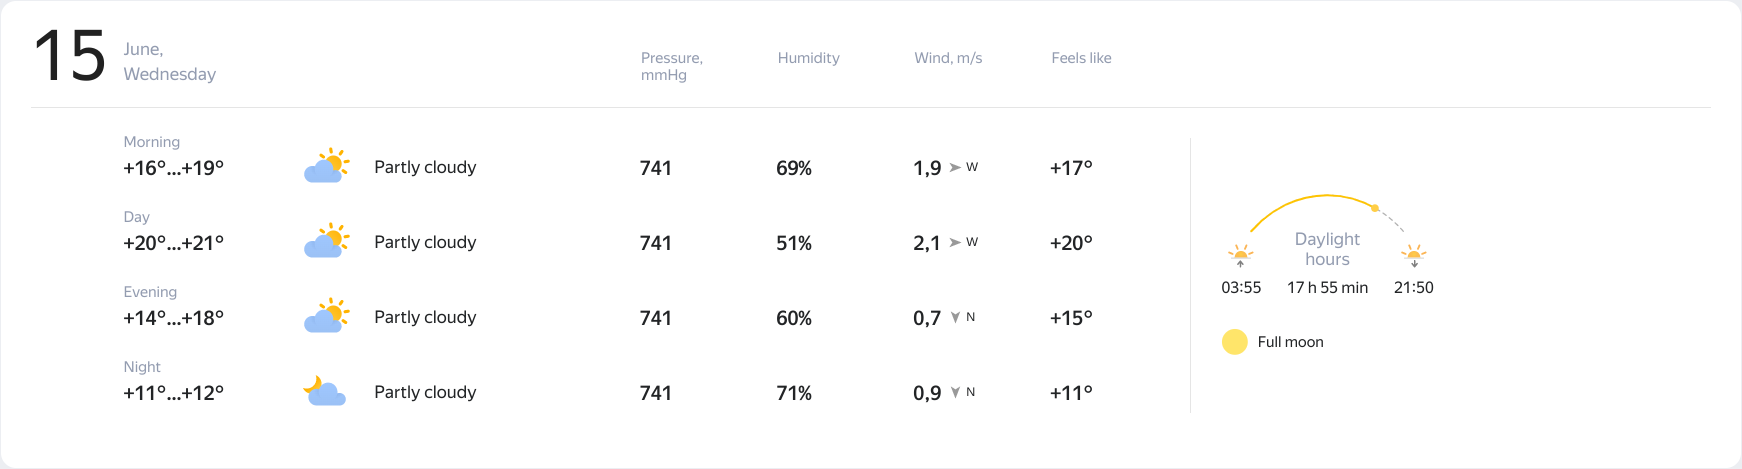 15 June,
Wednesday
Pressure,
mmHg
Humidity
Wind, m/s
Feels like
Morning
+16°...+19° Partly cloudy 741 69% 1,9 W +17°
Day
+20°...+21° Partly cloudy 741 51% 2,1 W +20°
Evening
+14°...+18° Partly cloudy 741 60% 0,7 N +15°
Night
+11°...+12° Partly cloudy 741 71% 0,9 N +11°
Daylight
hours
03:55 17 h 55 min 21:50
Full moon